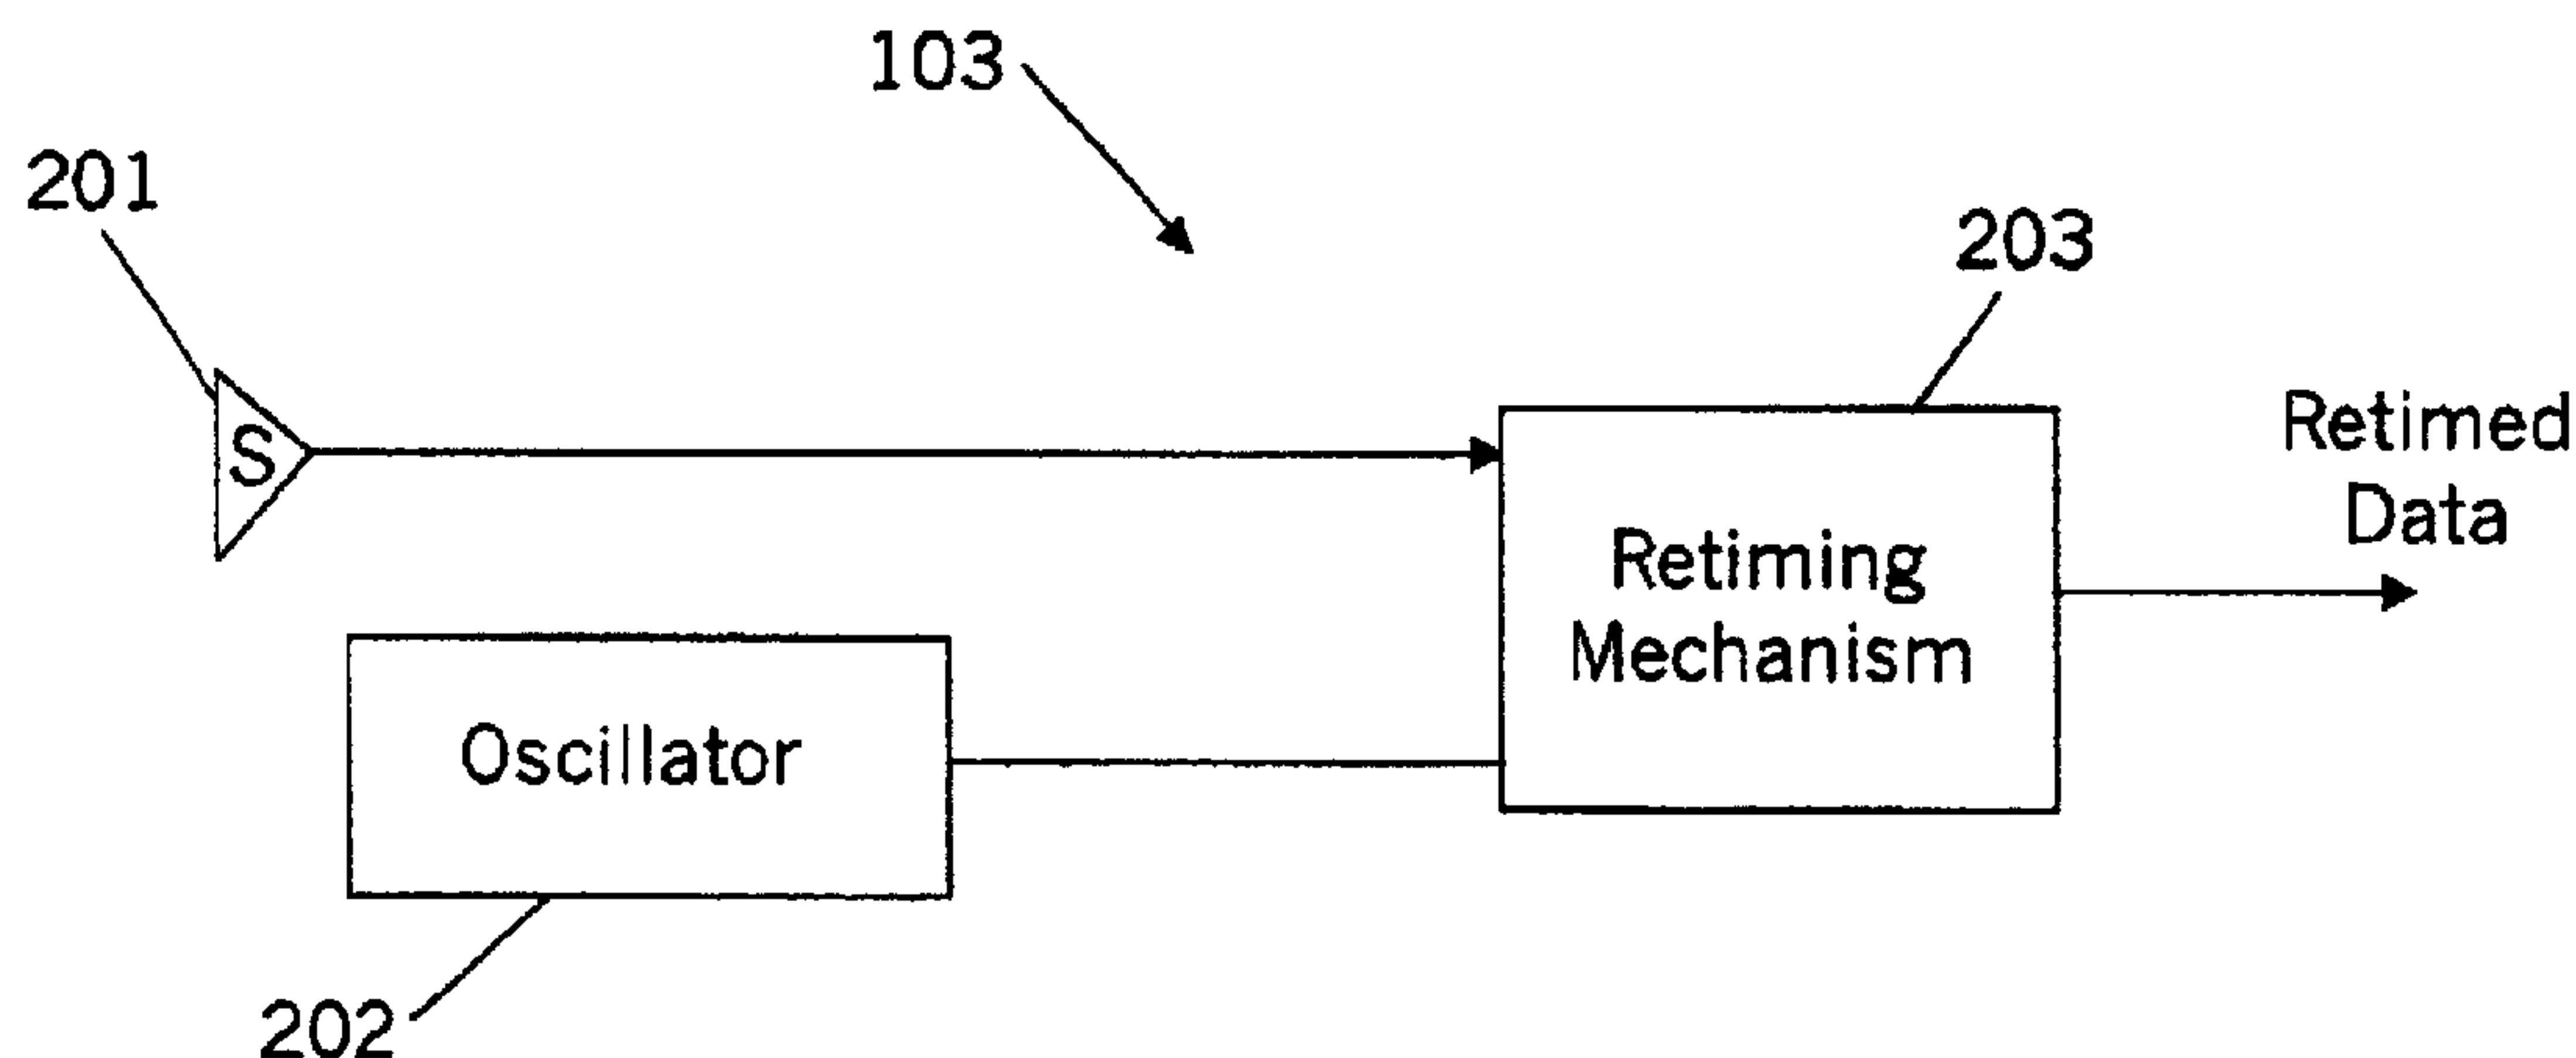 103
201
203
S
Retimed
Data
Retiming
Mechanism
Oscillator
202